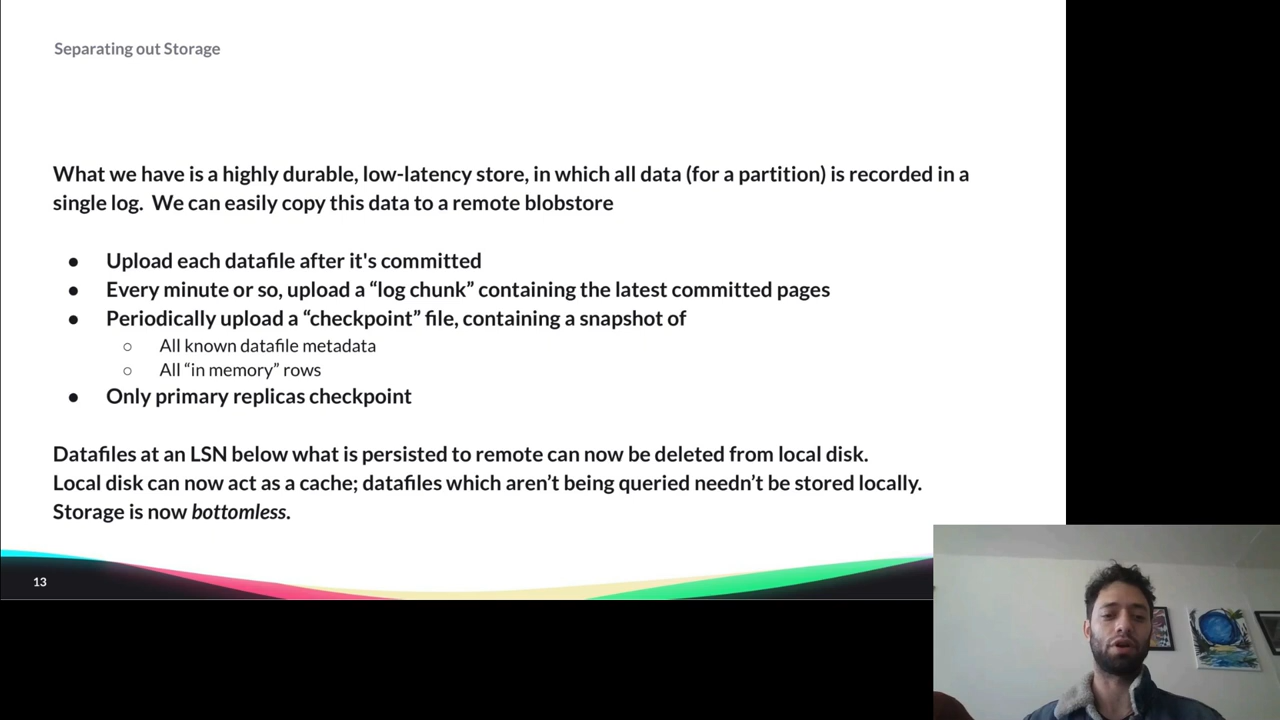 Separating out Storage
What we have is a highly durable, low-latency store, in which all data (for a partition) is recorded in a
single log.  We can easily copy this data to a remote blobstore
● Upload each datafile after it's committed
● Every minute or so, upload a “log chunk” containing the latest committed pages
● Periodically upload a “checkpoint” file, containing a snapshot of
○ All known datafile metadata
○ All “in memory” rows
● Only primary replicas checkpoint
Datafiles at an LSN below what is persisted to remote can now be deleted from local disk.
Local disk can now act as a cache; datafiles which aren’t being queried needn’t be stored locally.
Storage is now bottomless.
13